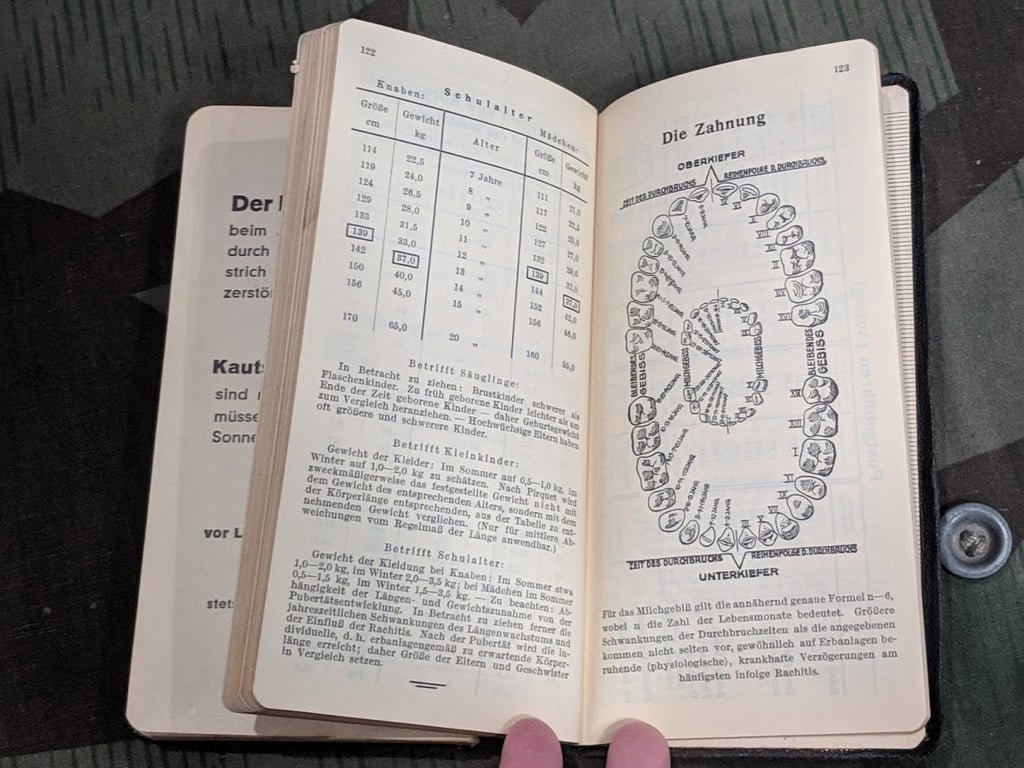 Der
beim
durch
strich
zerstör
Kauts
sind
müsse
Sonne
vor L
stets
122
Schulalter
Knaben: Mädchen:
Größe cm Gewicht kg Alter Größe cm Gewicht kg
114 22,5 7 Jahre 111
119 24,0 8 „ 117
124 26,5 9 „ 122
129 28,0 10 „ 127
133 31,5 11 „ 132
139 33,0 12 „ 139
142 37,0 13 „ 144 37,0
150 40,0 14 „ 152 42,0
156 45,0 15 „ 156 46,0
170 65,0 20 „ 160 55,0
Betrifft Säuglinge:
In Betracht zu ziehen: Brustkinder schwerer als
Flaschenkinder. Zu früh geborene Kinder leichter als am
Ende der Zeit geborene Kinder — daher Geburtsgewicht
zum Vergleich heranziehen. — Hochwüchsige Eltern haben
oft größere und schwerere Kinder.
Betrifft Kleinkinder:
Gewicht der Kleider: Im Sommer auf 0,5—1,0 kg, im
Winter auf 1,0—2,0 kg zu schätzen. Nach Pirquet wird
zweckmäßigerweise das festgestellte Gewicht nicht mit
dem Gewicht des entsprechenden Alters, sondern mit dem
der Körperlänge entsprechenden, aus der Tabelle zu ent-
nehmenden Gewicht verglichen. (Nur für mittlere Ab-
weichungen vom Regelmaß der Länge anwendbar.)
Betrifft Schulalter:
Gewicht der Kleidung bei Knaben: Im Sommer etwa
1,0—2,0 kg, im Winter 2,0—3,5 kg; bei Mädchen im Sommer
0,5—1,5 kg, im Winter 1,5—3,5 kg. — Zu beachten: Ab-
hängigkeit der Längen- und Gewichtszunahme von der
Pubertätsentwicklung. In Betracht zu ziehen ferner die
jahreszeitlichen Schwankungen des Längenwachstums und
der Einfluß der Rachitis. Nach der Pubertät wird die in-
dividuelle, d. h. erbanlagengemäß zu erwartende Körper-
länge erreicht; daher Größe der Eltern und Geschwister
in Vergleich setzen.
123
Die Zahnung
OBERKIEFER
ZEIT DES DURCHBRUCHS REIHENFOLGE D. DURCHBRUCHS
BLEIBENDES GEBISS
MILCHGEBISS
MILCHGEBISS
BLEIBENDES GEBISS
ZEIT DES DURCHBRUCHS REIHENFOLGE D. DURCHBRUCHS
UNTERKIEFER
Für das Milchgebiß gilt die annähernd genaue Formel n—6,
wobei n die Zahl der Lebensmonate bedeutet. Größere
Schwankungen der Durchbruchzeiten als die angegebenen
kommen nicht selten vor, gewöhnlich auf Erbanlagen be-
ruhende (physiologische), krankhafte Verzögerungen am
häufigsten infolge Rachitis.